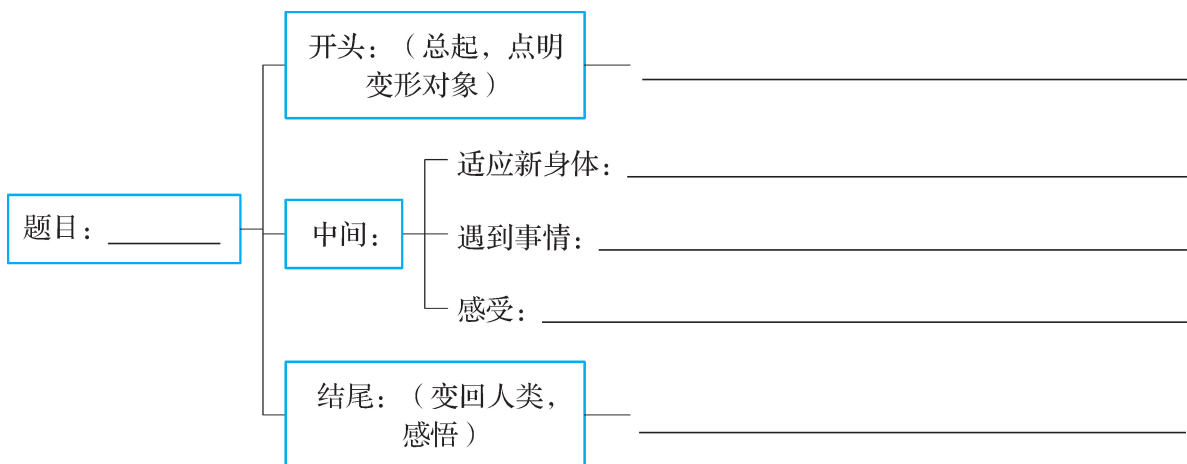 开头：（总起，点明
变形对象）
题目：
中间：
适应新身体：
遇到事情：
感受：
结尾：（变回人类，
感悟）